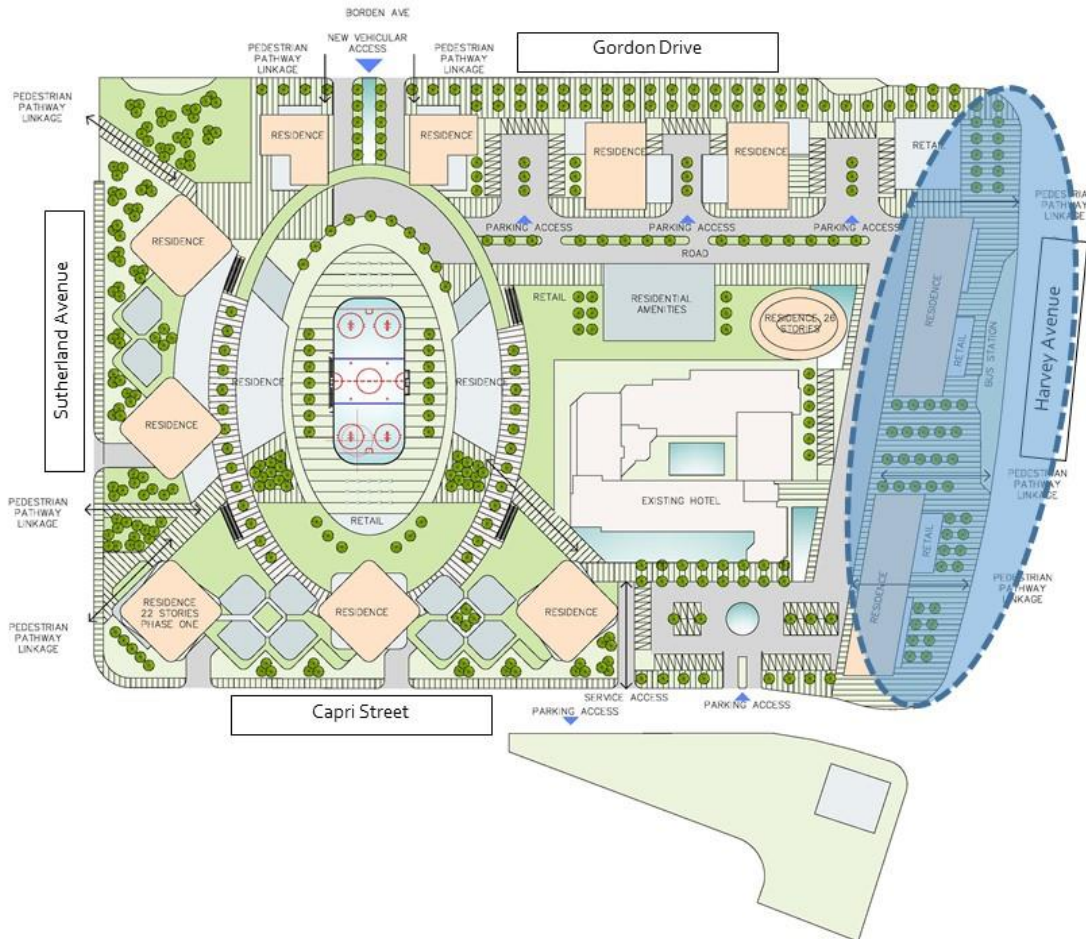 BORDEN AVE
NEW VEHICULAR
ACCESS
PEDESTRIAN
PATHWAY
LINKAGE
PEDESTRIAN
PATHWAY
LINKAGE
Gordon Drive
PEDESTRIAN
PATHWAY
LINKAGE
RESIDENCE
RESIDENCE
RESIDENCE
RESIDENCE
RETAIL
PEDESTRIAN
PATHWAY
LINKAGE
PARKING ACCESS
PARKING ACCESS
PARKING ACCESS
ROAD
RESIDENCE
Sutherland Avenue
RETAIL
RESIDENTIAL
AMENITIES
RESIDENCE 26
STORIES
RESIDENCE
RETAIL
BUS STATION
Harvey Avenue
RESIDENCE
RESIDENCE
RESIDENCE
PEDESTRIAN
PATHWAY
LINKAGE
EXISTING HOTEL
PEDESTRIAN
PATHWAY
LINKAGE
RETAIL
RETAIL
RESIDENCE
PEDESTRIAN
PATHWAY
LINKAGE
RESIDENCE
22 STORIES
PHASE ONE
RESIDENCE
RESIDENCE
PEDESTRIAN
PATHWAY
LINKAGE
SERVICE ACCESS
PARKING ACCESS
PARKING ACCESS
Capri Street